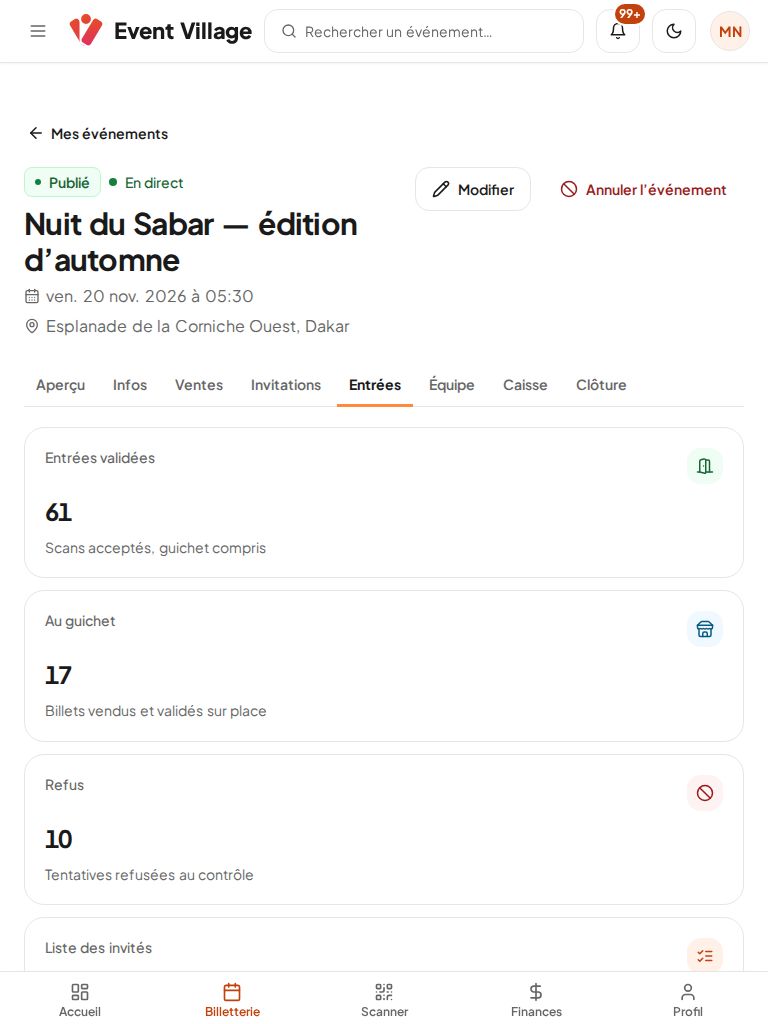 Event Village
Rechercher un événement...
99+
MN
Mes événements
Publié
En direct
Modifier
Annuler l’événement
Nuit du Sabar — édition
d’automne
ven. 20 nov. 2026 à 05:30
Esplanade de la Corniche Ouest, Dakar
Aperçu
Infos
Ventes
Invitations
Entrées
Équipe
Caisse
Clôture
Entrées validées
61
Scans acceptés, guichet compris
Au guichet
17
Billets vendus et validés sur place
Refus
10
Tentatives refusées au contrôle
Liste des invités
Accueil
Billetterie
Scanner
Finances
Profil